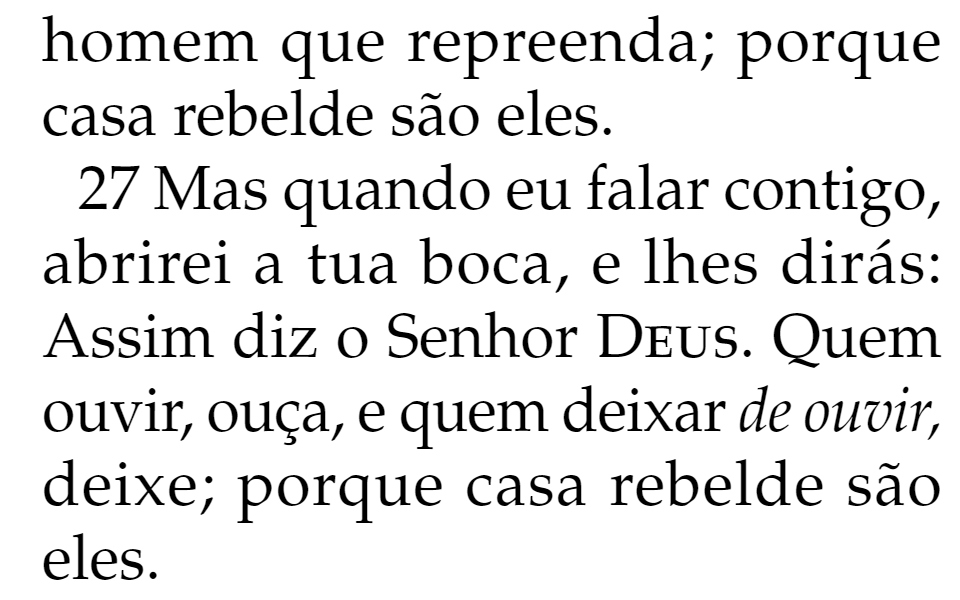 homem que repreenda; porque
casa rebelde são eles.
27 Mas quando eu falar contigo,
abrirei a tua boca, e lhes dirás:
Assim diz o Senhor DEUS. Quem
ouvir, ouça, e quem deixar de ouvir,
deixe; porque casa rebelde são
eles.